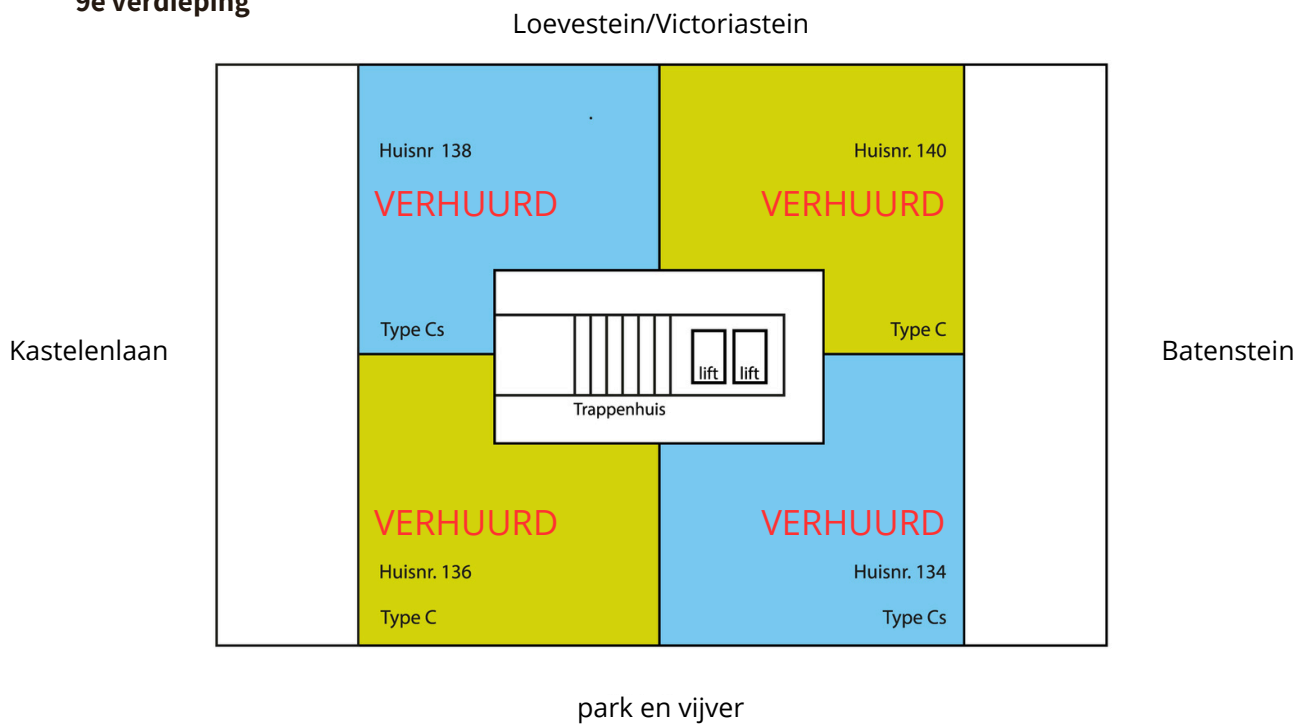 9e verdieping
Loevestein/Victoriastein
Huisnr 138
Huisnr. 140
VERHUURD
VERHUURD
Type Cs
Type C
Kastelenlaan
Batenstein
lift
lift
Trappenhuis
VERHUURD
VERHUURD
Huisnr. 136
Huisnr. 134
Type C
Type Cs
park en vijver